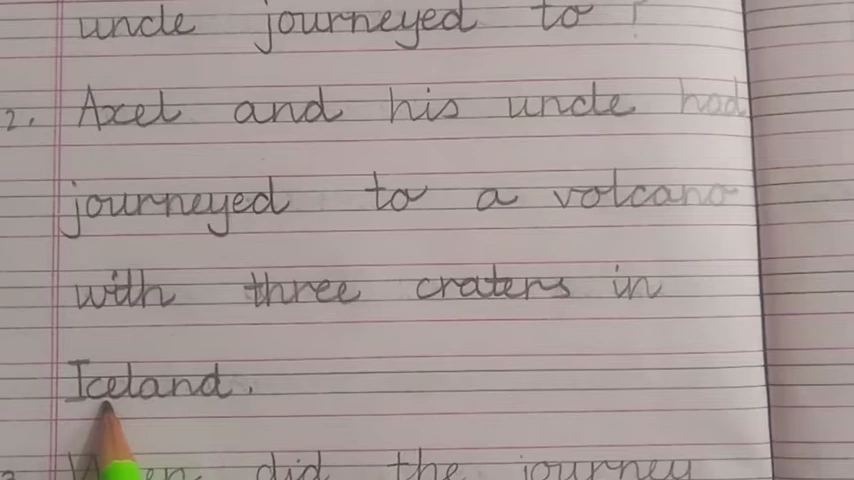 uncle journeyed to ?
2. Axel and his uncle had
journeyed to a volcano
with three craters in
Iceland.
When did the journey